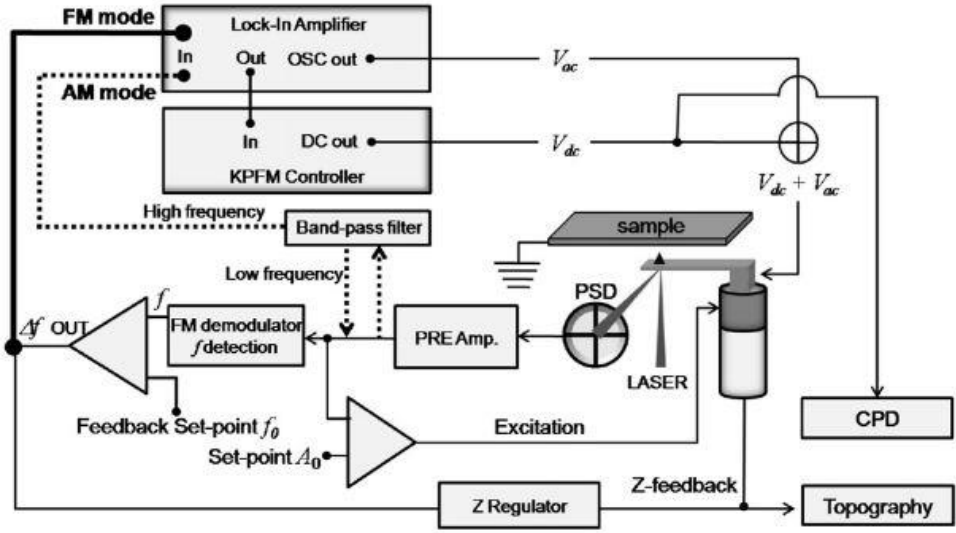 FM mode
Lock-In Amplifier
In
Out
OSC out
V_ac
AM mode
In
DC out
V_dc
KPFM Controller
V_dc + V_ac
High frequency
Band-pass filter
sample
Low frequency
PSD
f
Δf OUT
FM demodulator
f detection
PRE Amp.
LASER
Feedback Set-point f_0
CPD
Excitation
Set-point A_0
Z-feedback
Z Regulator
Topography